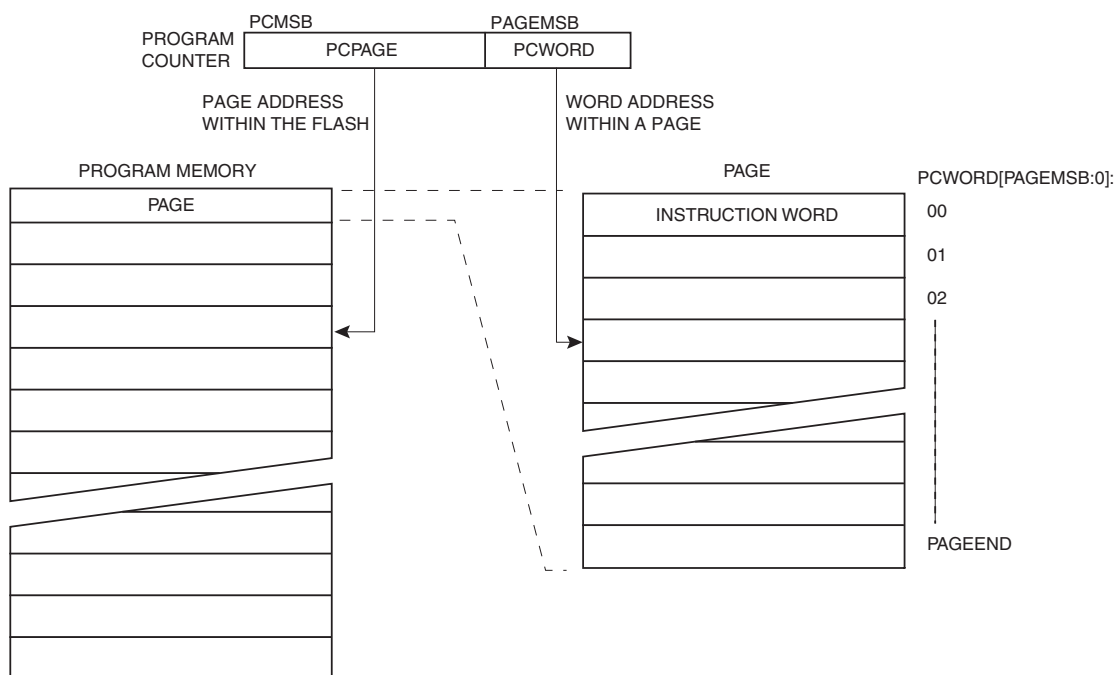 PCMSB
PAGEMSB
PROGRAM
COUNTER
PCPAGE
PCWORD
PAGE ADDRESS
WITHIN THE FLASH
WORD ADDRESS
WITHIN A PAGE
PROGRAM MEMORY
PAGE
PAGE
PCWORD[PAGEMSB:0]:
INSTRUCTION WORD
00
01
02
PAGEEND